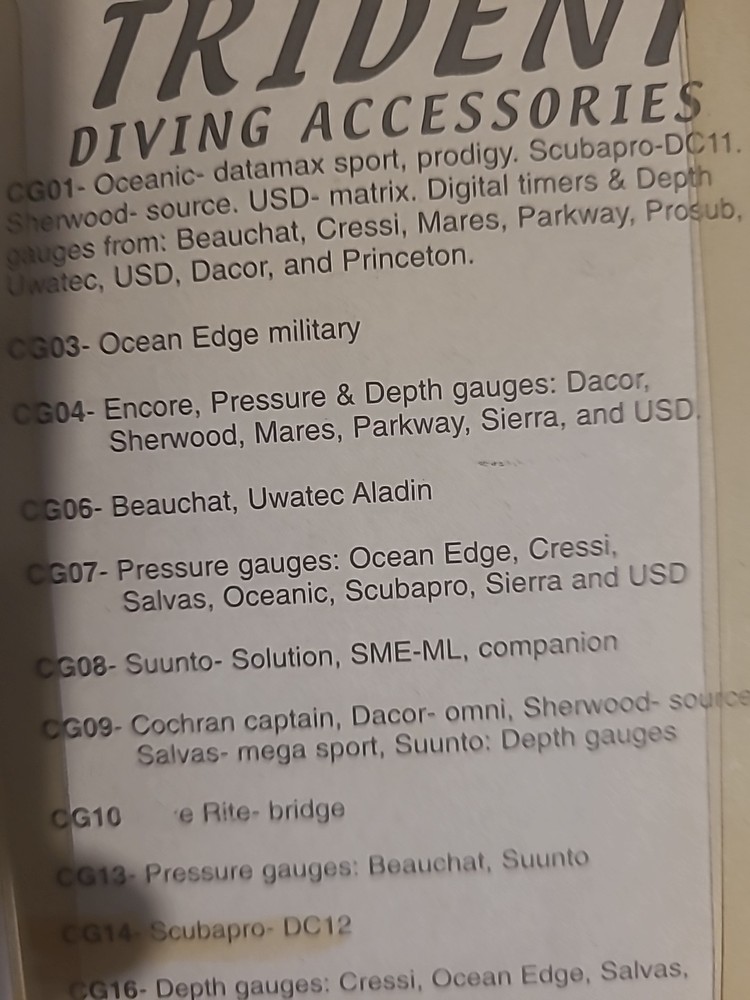 TRIDENT
DIVING ACCESSORIES
CG01- Oceanic- datamax sport, prodigy. Scubapro-DC11.
Sherwood- source. USD- matrix. Digital timers & Depth
gauges from: Beauchat, Cressi, Mares, Parkway, Prosub,
Uwatec, USD, Dacor, and Princeton.
CG03- Ocean Edge military
CG04- Encore, Pressure & Depth gauges: Dacor,
Sherwood, Mares, Parkway, Sierra, and USD.
CG06- Beauchat, Uwatec Aladin
CG07- Pressure gauges: Ocean Edge, Cressi,
Salvas, Oceanic, Scubapro, Sierra and USD
CG08- Suunto- Solution, SME-ML, companion
CG09- Cochran captain, Dacor- omni, Sherwood- source
Salvas- mega sport, Suunto: Depth gauges
CG10 e Rite- bridge
CG13- Pressure gauges: Beauchat, Suunto
CG14- Scubapro- DC12
CG16- Depth gauges: Cressi, Ocean Edge, Salvas,